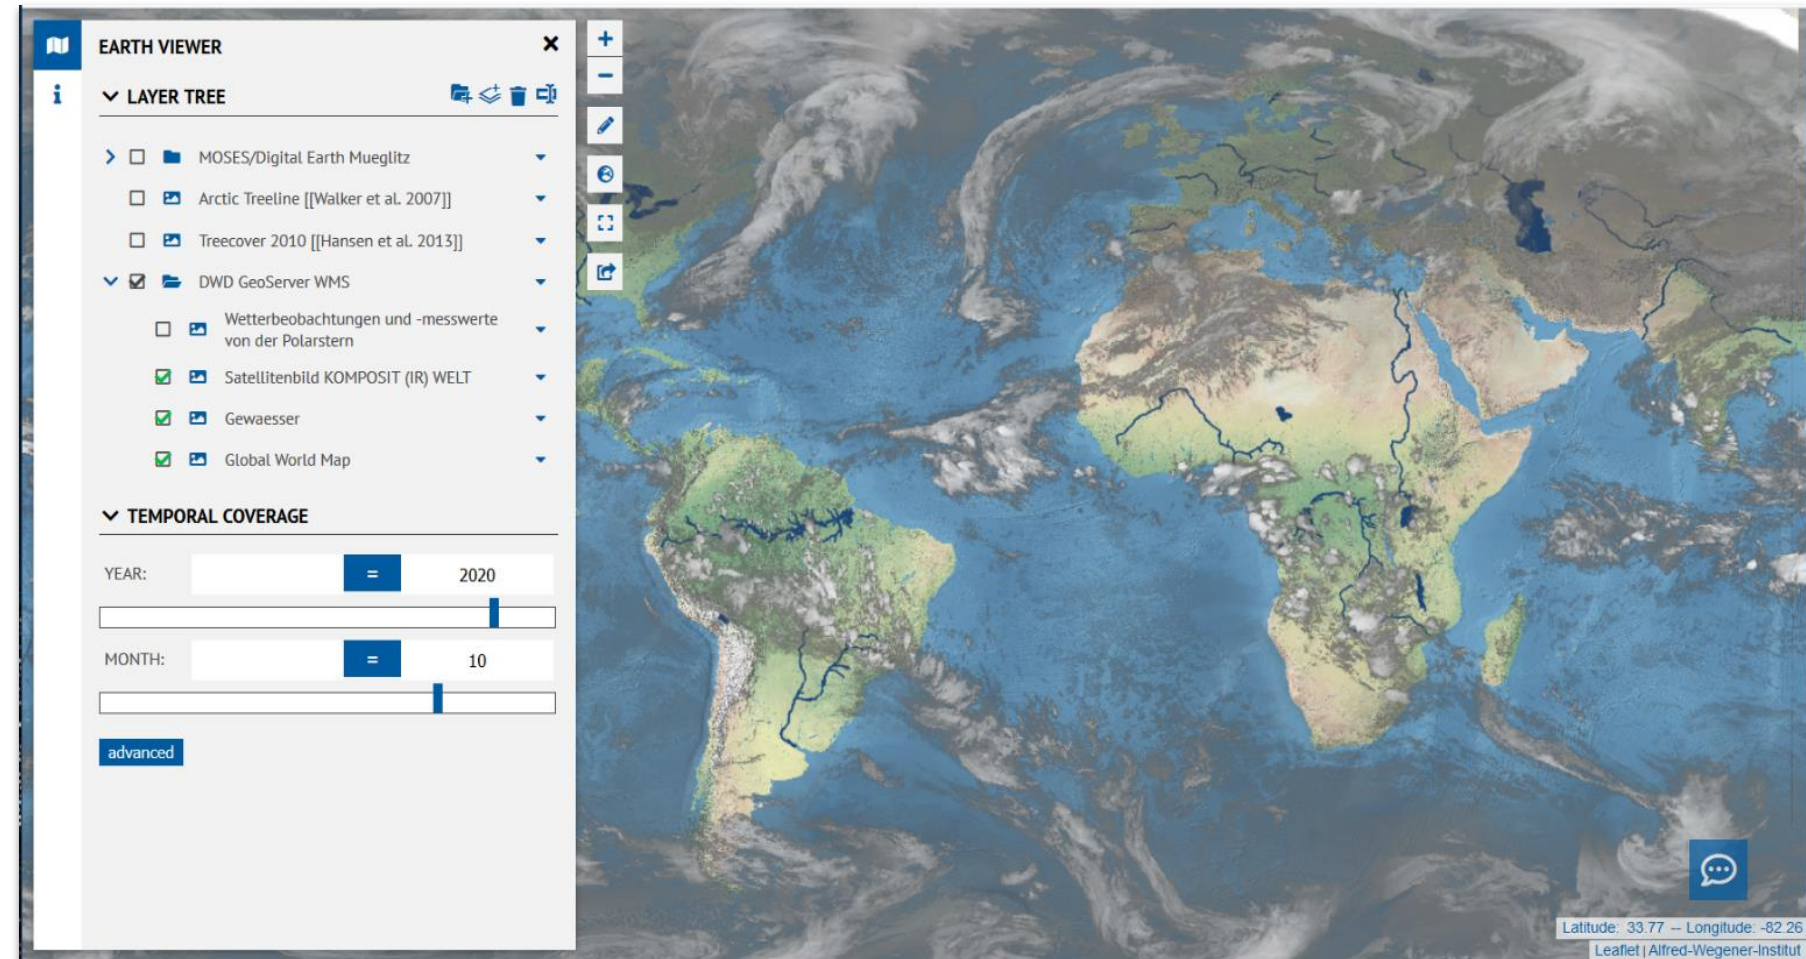 EARTH VIEWER
LAYER TREE
MOSES/Digital Earth Mueglitz
Arctic Treeline [[Walker et al. 2007]]
Treecover 2010 [[Hansen et al. 2013]]
DWD GeoServer WMS
Wetterbeobachtungen und -messwerte
von der Polarstern
Satellitenbild KOMPOSIT (IR) WELT
Gewaesser
Global World Map
TEMPORAL COVERAGE
YEAR: = 2020
MONTH: = 10
advanced
Latitude: 33.77 -- Longitude: -82.26
Leaflet | Alfred-Wegener-Institut